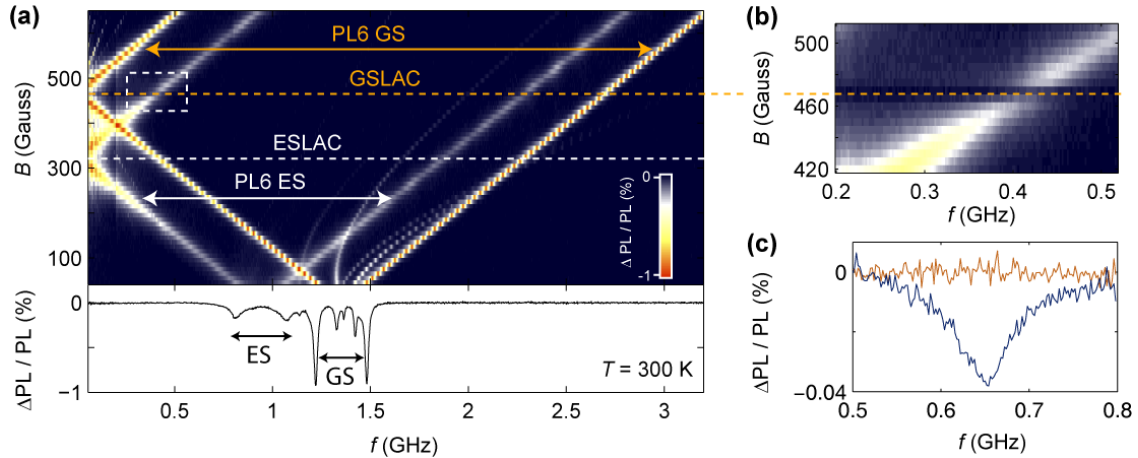 (a)
PL6 GS
GSLAC
ESLAC
PL6 ES
B (Gauss)
500
300
100
0
-1
Δ PL / PL (%)
ΔPL / PL (%)
0
−1
ES
GS
T = 300 K
0.5 1 1.5 2 2.5 3
f (GHz)
(b)
B (Gauss)
500
460
420
0.2 0.3 0.4 0.5
f (GHz)
(c)
ΔPL / PL (%)
0
-0.04
0.5 0.6 0.7 0.8
f (GHz)